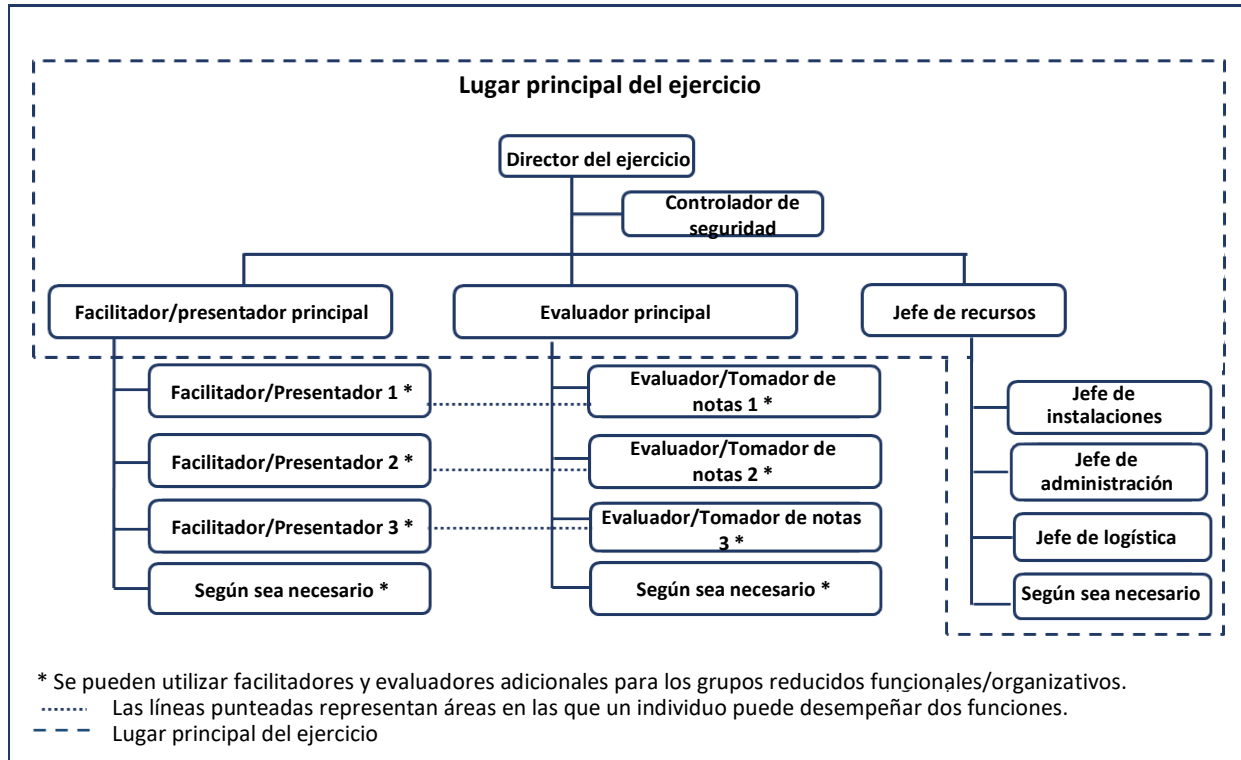 Lugar principal del ejercicio
Director del ejercicio
Controlador de
seguridad
Facilitador/presentador principal
Evaluador principal
Jefe de recursos
Facilitador/Presentador 1 *
Evaluador/Tomador de
notas 1 *
Jefe de
instalaciones
Facilitador/Presentador 2 *
Evaluador/Tomador de
notas 2 *
Jefe de
administración
Facilitador/Presentador 3 *
Evaluador/Tomador de notas
3 *
Jefe de logística
Según sea necesario *
Según sea necesario *
Según sea necesario
* Se pueden utilizar facilitadores y evaluadores adicionales para los grupos reducidos funcionales/organizativos.
Las líneas punteadas representan áreas en las que un individuo puede desempeñar dos funciones.
Lugar principal del ejercicio